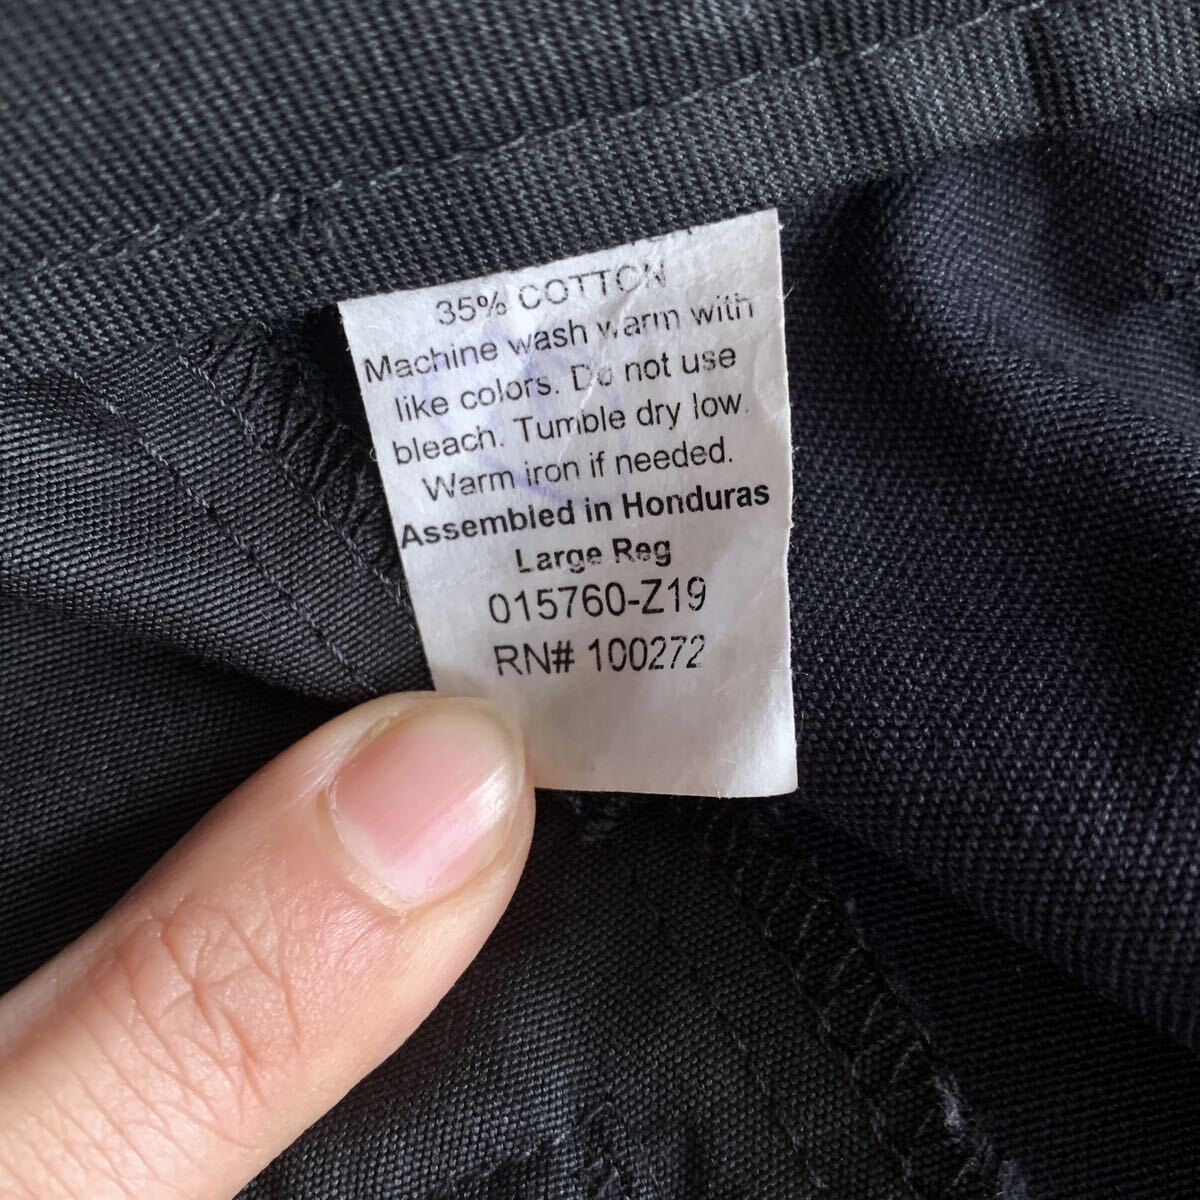 35% COTTON
Machine wash warm with
like colors. Do not use
bleach. Tumble dry low.
Warm iron if needed.
Assembled in Honduras
Large Reg
015760-Z19
RN# 100272